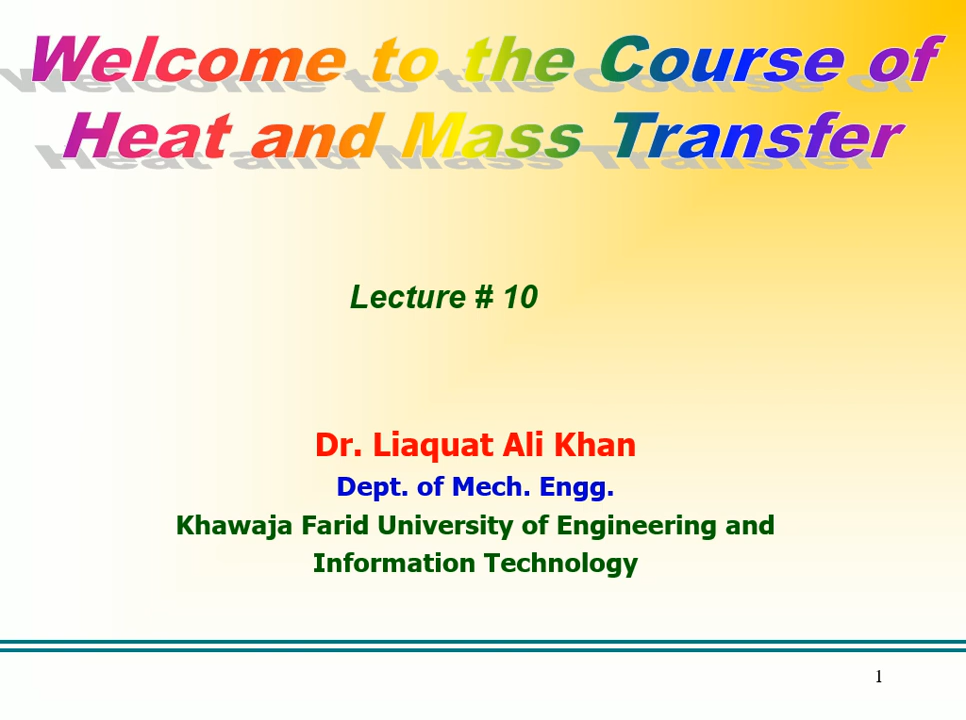 Welcome to the Course of
Heat and Mass Transfer
Lecture # 10
Dr. Liaquat Ali Khan
Dept. of Mech. Engg.
Khawaja Farid University of Engineering and
Information Technology
1